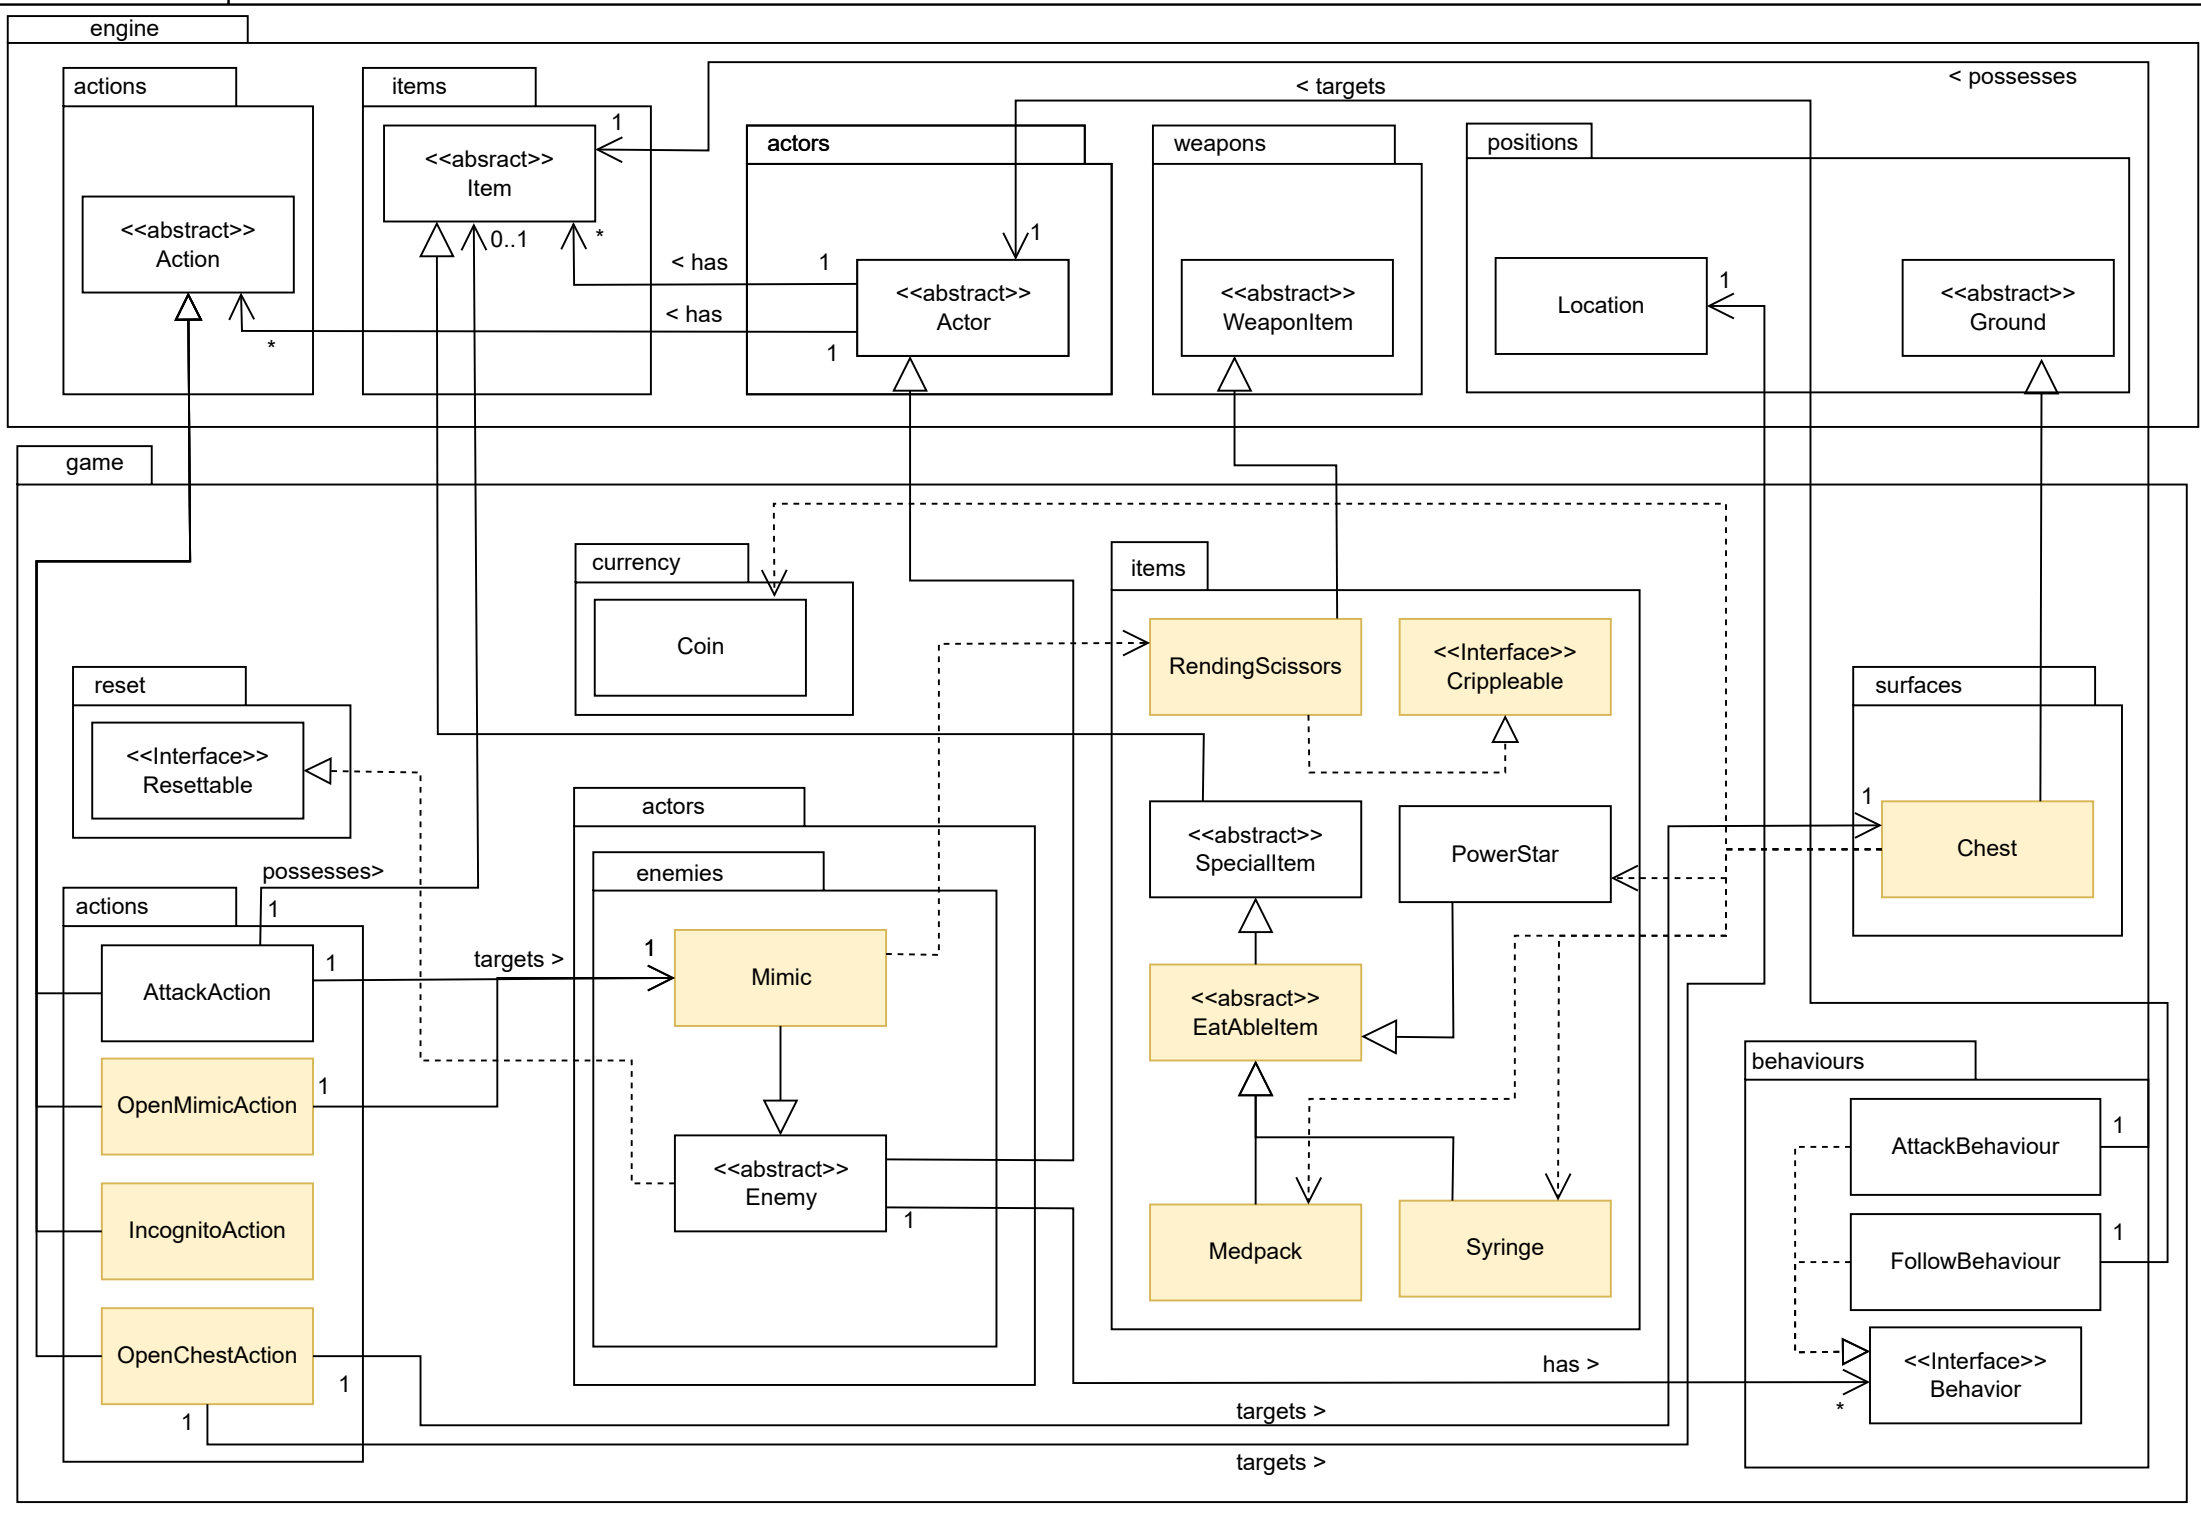 engine
actions
items
< targets
< possesses
1
actors
weapons
positions
<<absract>>
Item
<<abstract>>
Action
0..1
*
1
< has
1
<<abstract>>
Actor
<<abstract>>
WeaponItem
Location
1
<<abstract>>
Ground
< has
*
1
game
currency
items
Coin
RendingScissors
<<Interface>>
Crippleable
reset
surfaces
<<Interface>>
Resettable
actors
1
<<abstract>>
SpecialItem
PowerStar
Chest
possesses>
enemies
actions
1
AttackAction
1
targets >
1
Mimic
<<absract>>
EatAbleItem
behaviours
OpenMimicAction
1
AttackBehaviour
1
<<abstract>>
Enemy
1
IncognitoAction
Medpack
Syringe
FollowBehaviour
1
OpenChestAction
1
has >
<<Interface>>
Behavior
*
1
targets >
targets >